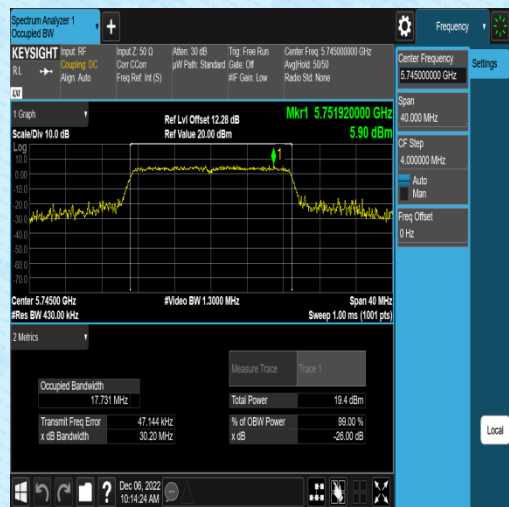 Spectrum Analyzer 1
Occupied BW
Frequency
KEYSIGHT
Input: RF
Input Z: 50 Ω
Atten: 30 dB
Trig: Free Run
Center Freq: 5.745000000 GHz
R L
Coupling: DC
Corr CCorr
µW Path: Standard
Gate: Off
Avg|Hold: 50/50
Align: Auto
Freq Ref: Int (S)
#IF Gain: Low
Radio Std: None
LXI
Center Frequency
5.745000000 GHz
Settings
Span
40.000 MHz
CF Step
4.000000 MHz
Auto
Man
Freq Offset
0 Hz
1 Graph
Ref Lvl Offset 12.28 dB
Mkr1 5.751920000 GHz
Scale/Div 10.0 dB
Ref Value 20.00 dBm
5.90 dBm
Log
10.0
0.00
-10.0
-20.0
-30.0
-40.0
-50.0
-60.0
-70.0
1
Center 5.74500 GHz
#Video BW 1.3000 MHz
Span 40 MHz
#Res BW 430.00 kHz
Sweep 1.00 ms (1001 pts)
2 Metrics
Measure Trace
Trace 1
Occupied Bandwidth
17.731 MHz
Total Power
19.4 dBm
Transmit Freq Error
47.144 kHz
% of OBW Power
99.00 %
x dB Bandwidth
30.20 MHz
x dB
-26.00 dB
Local
Dec 06, 2022
10:14:24 AM